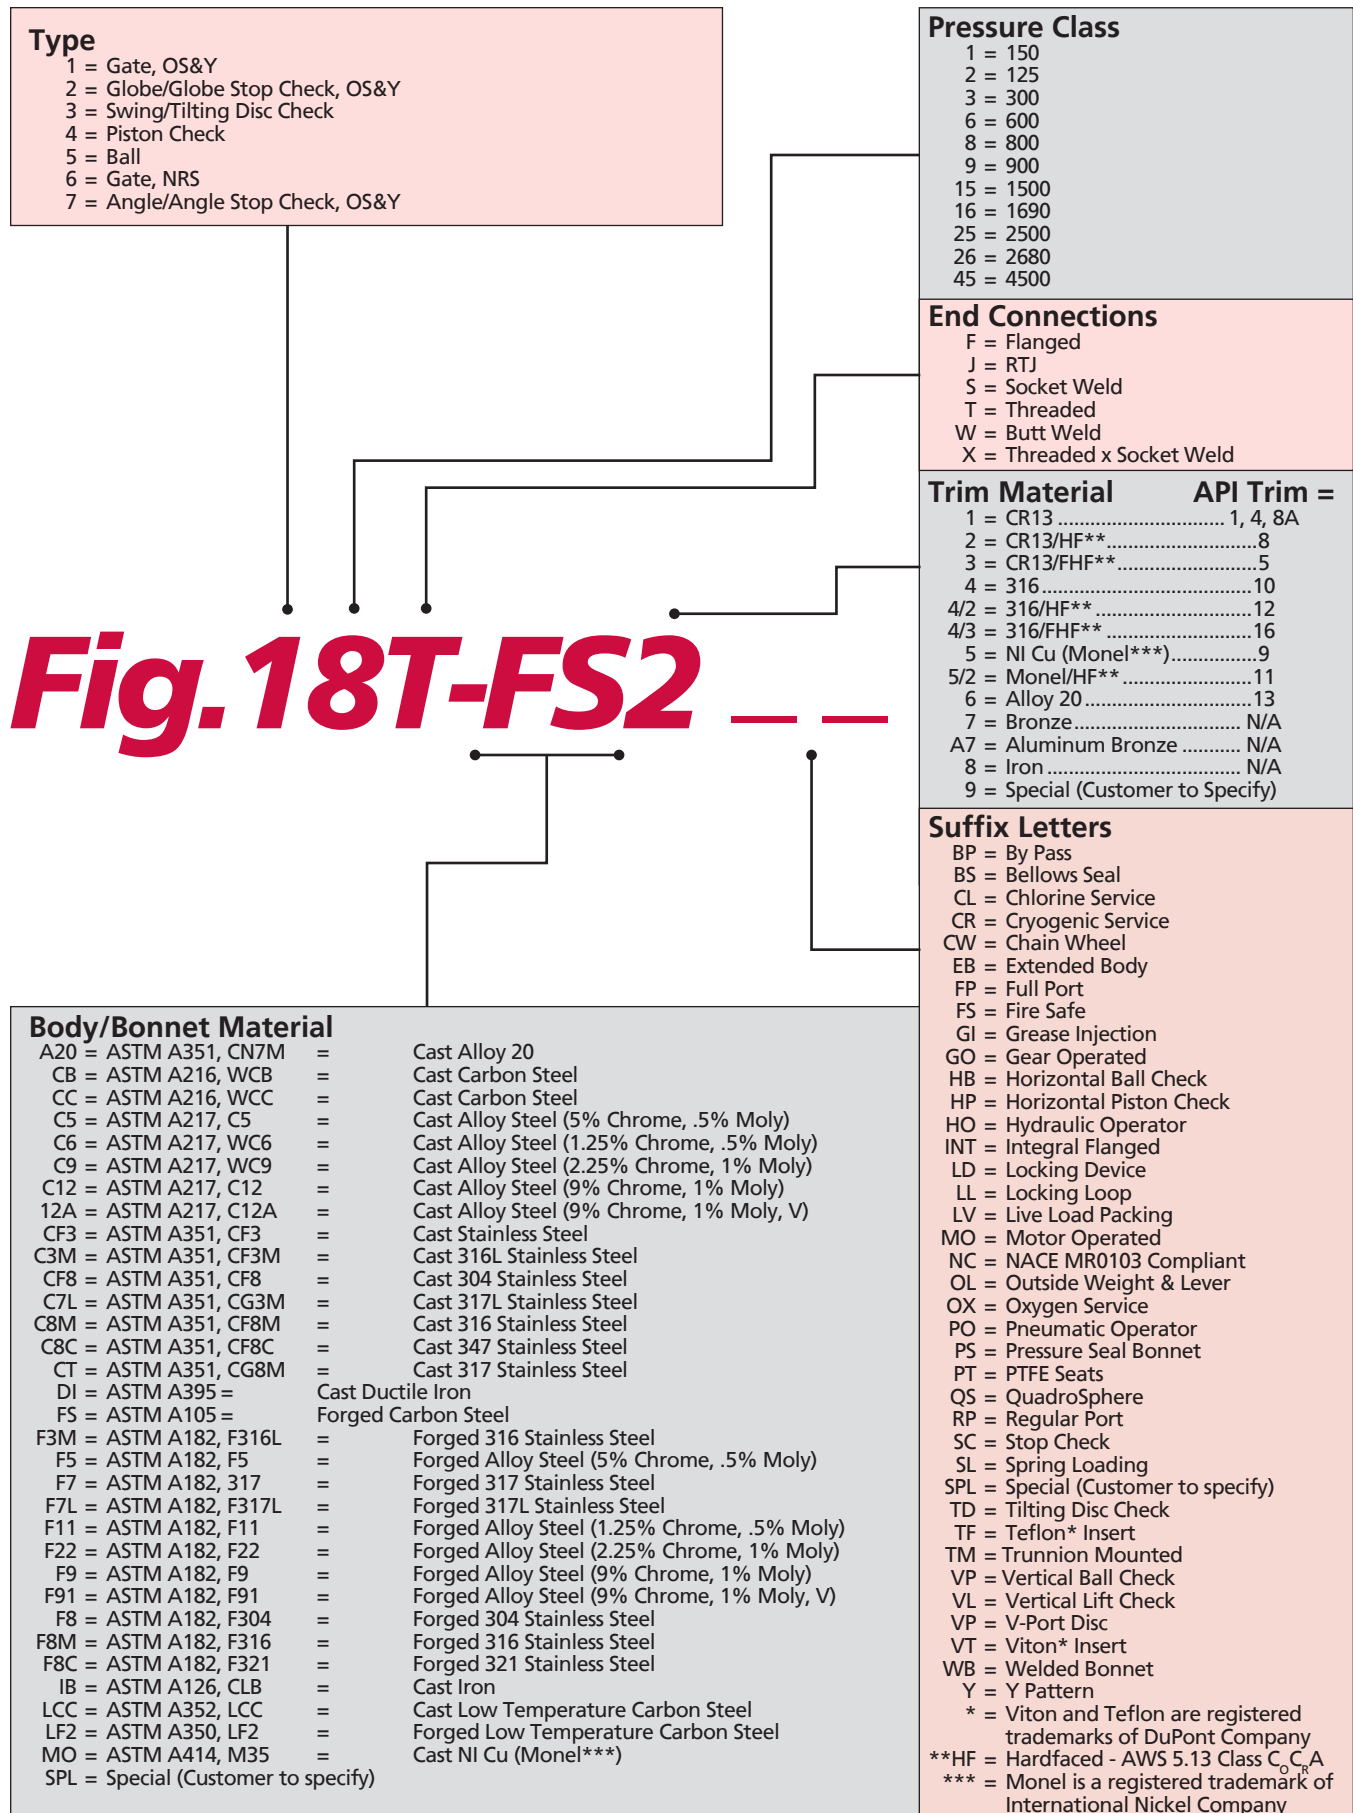 Type
1 = Gate, OS&Y
2 = Globe/Globe Stop Check, OS&Y
3 = Swing/Tilting Disc Check
4 = Piston Check
5 = Ball
6 = Gate, NRS
7 = Angle/Angle Stop Check, OS&Y
Pressure Class
1 = 150
2 = 125
3 = 300
6 = 600
8 = 800
9 = 900
15 = 1500
16 = 1690
25 = 2500
26 = 2680
45 = 4500
End Connections
F = Flanged
J = RTJ
S = Socket Weld
T = Threaded
W = Butt Weld
X = Threaded x Socket Weld
Trim Material API Trim =
1 = CR13 ............................... 1, 4, 8A
2 = CR13/HF**............................8
3 = CR13/FHF**..........................5
4 = 316.......................................10
4/2 = 316/HF** .............................12
4/3 = 316/FHF** ...........................16
5 = NI Cu (Monel***)................9
5/2 = Monel/HF** ........................11
6 = Alloy 20...............................13
7 = Bronze............................... N/A
A7 = Aluminum Bronze ........... N/A
8 = Iron .................................... N/A
9 = Special (Customer to Specify)
Fig.18T-FS2 _ _
Suffix Letters
BP = By Pass
BS = Bellows Seal
CL = Chlorine Service
CR = Cryogenic Service
CW = Chain Wheel
EB = Extended Body
FP = Full Port
FS = Fire Safe
GI = Grease Injection
GO = Gear Operated
HB = Horizontal Ball Check
HP = Horizontal Piston Check
HO = Hydraulic Operator
INT = Integral Flanged
LD = Locking Device
LL = Locking Loop
LV = Live Load Packing
MO = Motor Operated
NC = NACE MR0103 Compliant
OL = Outside Weight & Lever
OX = Oxygen Service
PO = Pneumatic Operator
PS = Pressure Seal Bonnet
PT = PTFE Seats
QS = QuadroSphere
RP = Regular Port
SC = Stop Check
SL = Spring Loading
SPL = Special (Customer to specify)
TD = Tilting Disc Check
TF = Teflon* Insert
TM = Trunnion Mounted
VP = Vertical Ball Check
VL = Vertical Lift Check
VP = V-Port Disc
VT = Viton* Insert
WB = Welded Bonnet
Y = Y Pattern
* = Viton and Teflon are registered
trademarks of DuPont Company
**HF = Hardfaced - AWS 5.13 Class CoCRA
*** = Monel is a registered trademark of
International Nickel Company
Body/Bonnet Material
A20 = ASTM A351, CN7M = Cast Alloy 20
CB = ASTM A216, WCB = Cast Carbon Steel
CC = ASTM A216, WCC = Cast Carbon Steel
C5 = ASTM A217, C5 = Cast Alloy Steel (5% Chrome, .5% Moly)
C6 = ASTM A217, WC6 = Cast Alloy Steel (1.25% Chrome, .5% Moly)
C9 = ASTM A217, WC9 = Cast Alloy Steel (2.25% Chrome, 1% Moly)
C12 = ASTM A217, C12 = Cast Alloy Steel (9% Chrome, 1% Moly)
12A = ASTM A217, C12A = Cast Alloy Steel (9% Chrome, 1% Moly, V)
CF3 = ASTM A351, CF3 = Cast Stainless Steel
C3M = ASTM A351, CF3M = Cast 316L Stainless Steel
CF8 = ASTM A351, CF8 = Cast 304 Stainless Steel
C7L = ASTM A351, CG3M = Cast 317L Stainless Steel
C8M = ASTM A351, CF8M = Cast 316 Stainless Steel
C8C = ASTM A351, CF8C = Cast 347 Stainless Steel
CT = ASTM A351, CG8M = Cast 317 Stainless Steel
DI = ASTM A395 = Cast Ductile Iron
FS = ASTM A105 = Forged Carbon Steel
F3M = ASTM A182, F316L = Forged 316 Stainless Steel
F5 = ASTM A182, F5 = Forged Alloy Steel (5% Chrome, .5% Moly)
F7 = ASTM A182, 317 = Forged 317 Stainless Steel
F7L = ASTM A182, F317L = Forged 317L Stainless Steel
F11 = ASTM A182, F11 = Forged Alloy Steel (1.25% Chrome, .5% Moly)
F22 = ASTM A182, F22 = Forged Alloy Steel (2.25% Chrome, 1% Moly)
F9 = ASTM A182, F9 = Forged Alloy Steel (9% Chrome, 1% Moly)
F91 = ASTM A182, F91 = Forged Alloy Steel (9% Chrome, 1% Moly, V)
F8 = ASTM A182, F304 = Forged 304 Stainless Steel
F8M = ASTM A182, F316 = Forged 316 Stainless Steel
F8C = ASTM A182, F321 = Forged 321 Stainless Steel
IB = ASTM A126, CLB = Cast Iron
LCC = ASTM A352, LCC = Cast Low Temperature Carbon Steel
LF2 = ASTM A350, LF2 = Forged Low Temperature Carbon Steel
MO = ASTM A414, M35 = Cast NI Cu (Monel***)
SPL = Special (Customer to specify)